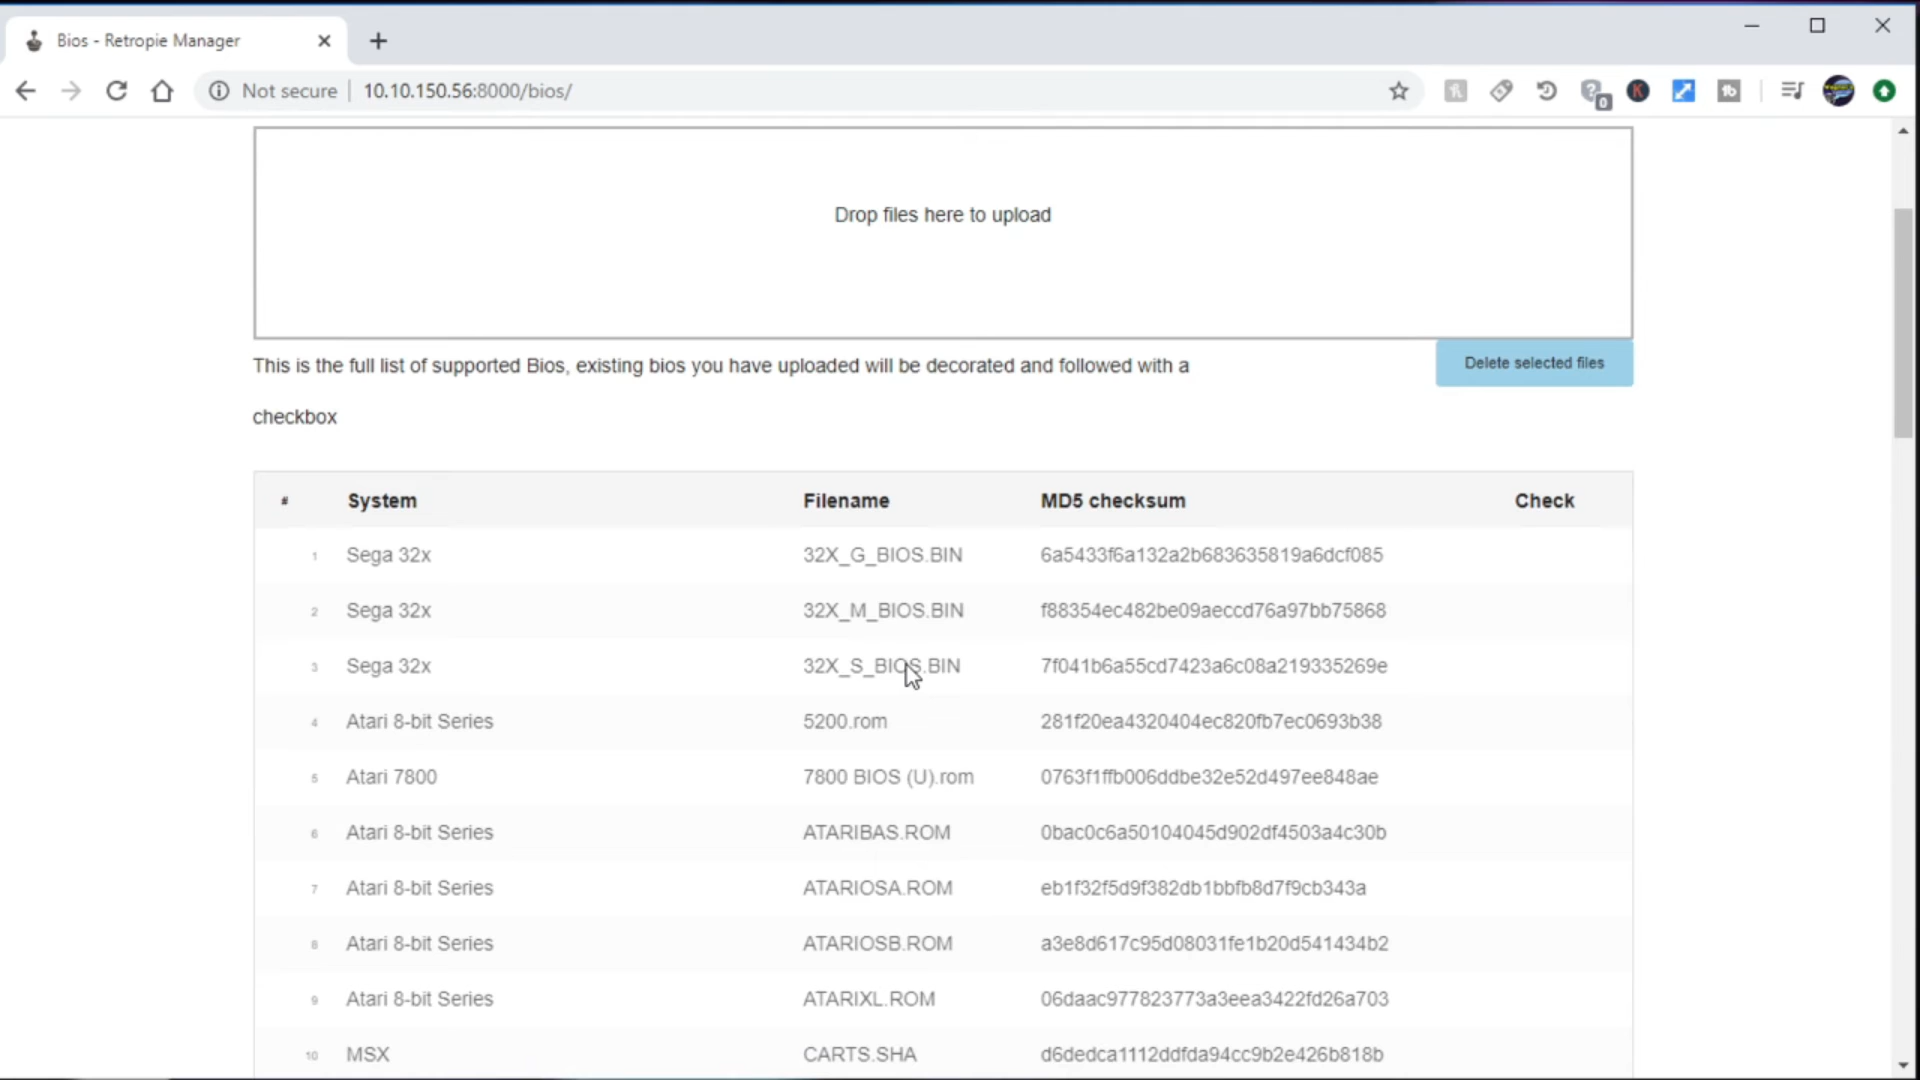 Bios - Retropie Manager
Not secure 10.10.150.56:8000/bios/
0
K
tb
Drop files here to upload
This is the full list of supported Bios, existing bios you have uploaded will be decorated and followed with a
checkbox
Delete selected files
# System Filename MD5 checksum Check
1 Sega 32x 32X_G_BIOS.BIN 6a5433f6a132a2b683635819a6dcf085
2 Sega 32x 32X_M_BIOS.BIN f88354ec482be09aeccd76a97bb75868
3 Sega 32x 32X_S_BIOS.BIN 7f041b6a55cd7423a6c08a219335269e
4 Atari 8-bit Series 5200.rom 281f20ea4320404ec820fb7ec0693b38
5 Atari 7800 7800 BIOS (U).rom 0763f1ffb006ddbe32e52d497ee848ae
6 Atari 8-bit Series ATARIBAS.ROM 0bac0c6a50104045d902df4503a4c30b
7 Atari 8-bit Series ATARIOSA.ROM eb1f32f5d9f382db1bbfb8d7f9cb343a
8 Atari 8-bit Series ATARIOSB.ROM a3e8d617c95d08031fe1b20d541434b2
9 Atari 8-bit Series ATARIXL.ROM 06daac977823773a3eea3422fd26a703
10 MSX CARTS.SHA d6dedca1112ddfda94cc9b2e426b818b